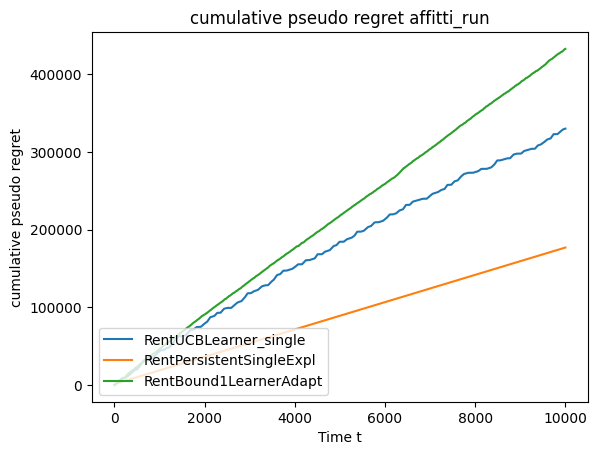 cumulative pseudo regret affitti_run
cumulative pseudo regret
400000
300000
200000
100000
0
RentUCBLearner_single
RentPersistentSingleExpl
RentBound1LearnerAdapt
0 2000 4000 6000 8000 10000
Time t